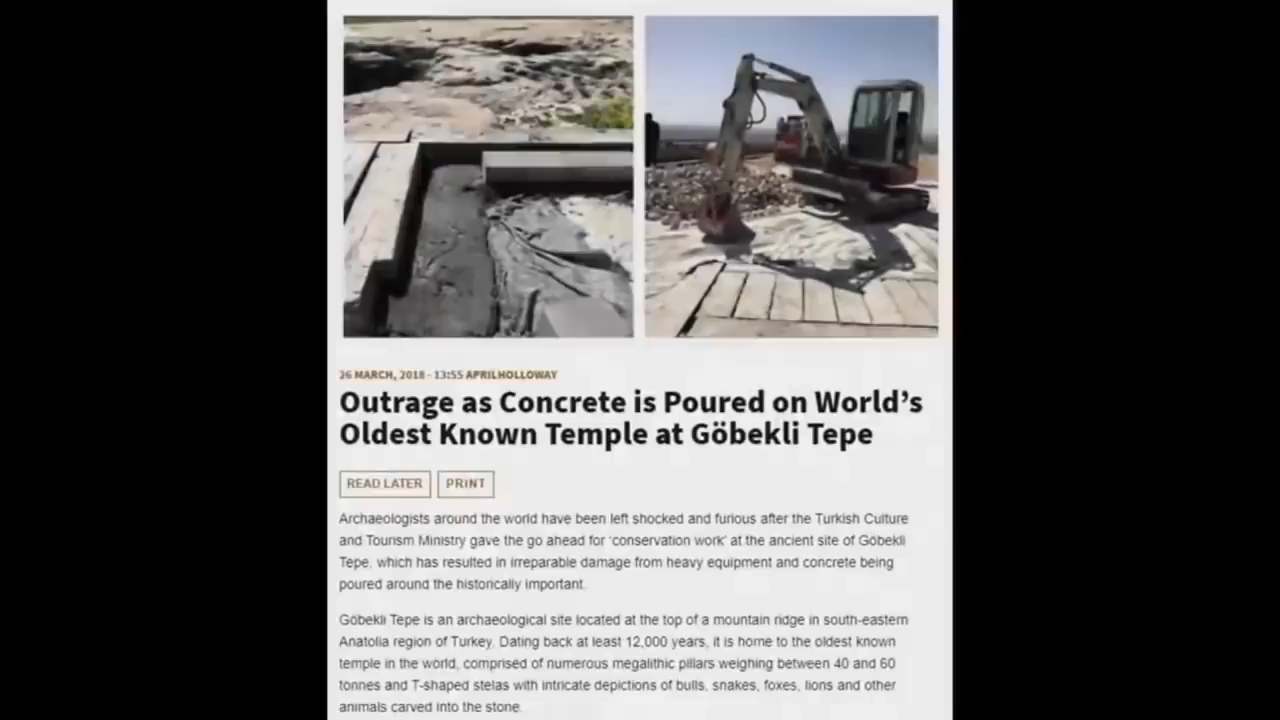 26 MARCH, 2018 - 13:55 APRILHOLLOWAY
Outrage as Concrete is Poured on World’s
Oldest Known Temple at Göbekli Tepe
READ LATER PRINT
Archaeologists around the world have been left shocked and furious after the Turkish Culture
and Tourism Ministry gave the go ahead for ‘conservation work’ at the ancient site of Göbekli
Tepe, which has resulted in irreparable damage from heavy equipment and concrete being
poured around the historically important.
Göbekli Tepe is an archaeological site located at the top of a mountain ridge in south-eastern
Anatolia region of Turkey. Dating back at least 12,000 years, it is home to the oldest known
temple in the world, comprised of numerous megalithic pillars weighing between 40 and 60
tonnes and T-shaped stelas with intricate depictions of bulls, snakes, foxes, lions and other
animals carved into the stone.